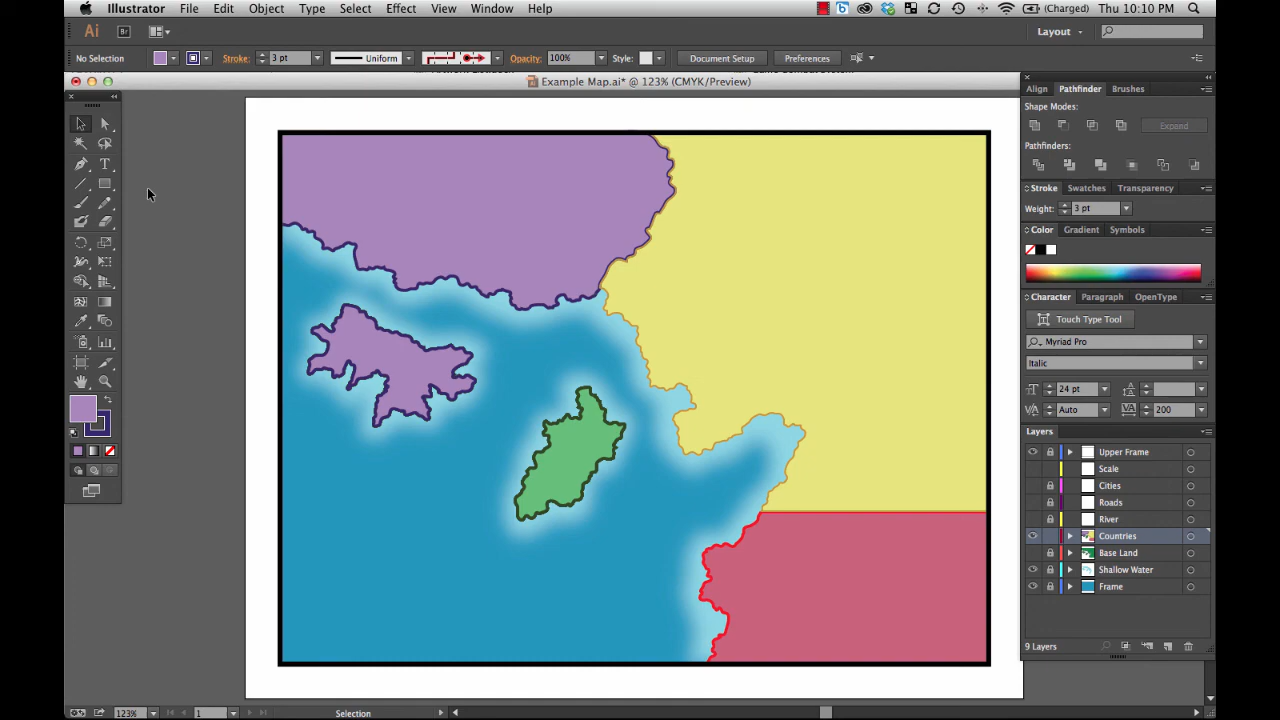 Illustrator File Edit Object Type Select Effect View Window Help (Charged) Thu 10:10 PM
Ai Br Layout
No Selection Stroke: 3 pt Uniform Opacity: 100% Style: Document Setup Preferences
Example Map.ai* @ 123% (CMYK/Preview)
Align Pathfinder Brushes
Shape Modes:
Expand
Pathfinders:
Stroke Swatches Transparency
Weight: 3 pt
Color Gradient Symbols
Character Paragraph OpenType
Touch Type Tool
Myriad Pro
Italic
24 pt
Auto 200
Layers
Upper Frame
Scale
Cities
Roads
River
Countries
Base Land
Shallow Water
Frame
9 Layers
123% 1 Selection